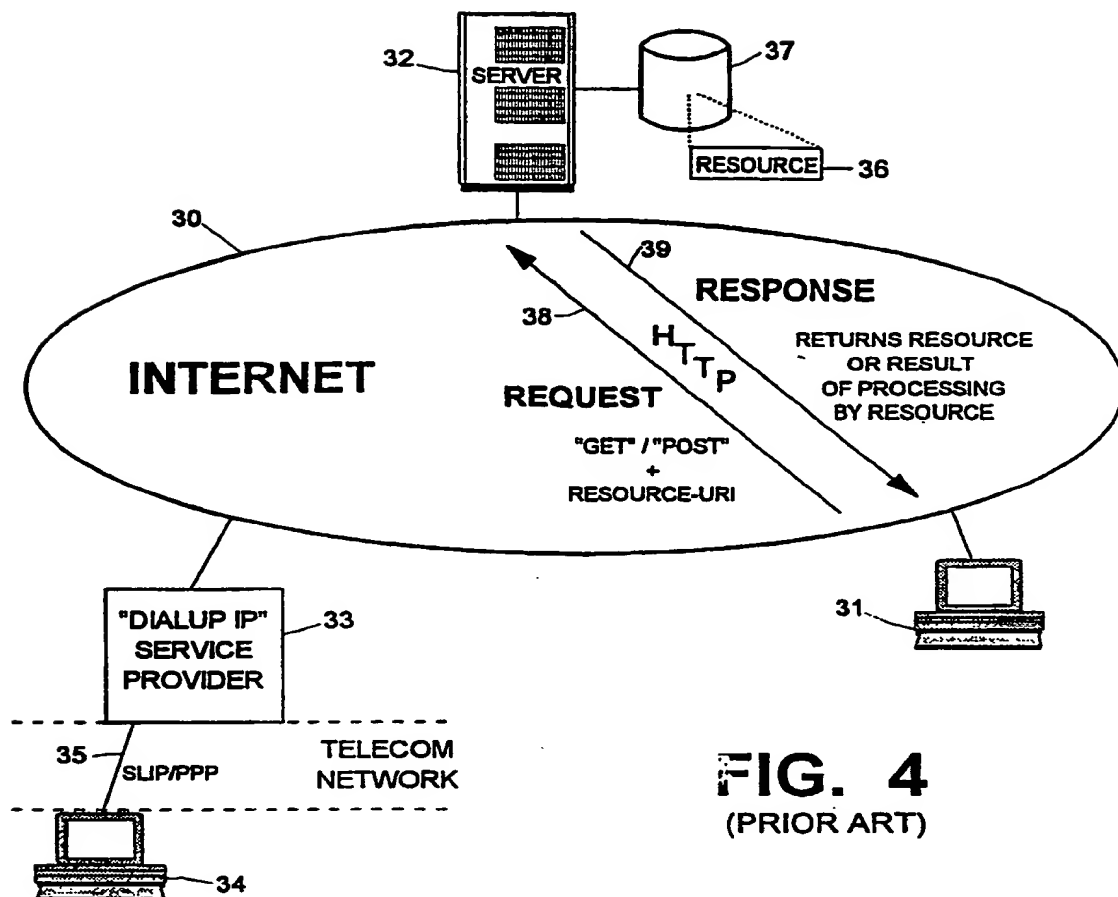 32
SERVER
37
RESOURCE
36
30
39
RESPONSE
38
HTTP
RETURNS RESOURCE
OR RESULT
OF PROCESSING
BY RESOURCE
INTERNET
REQUEST
"GET" / "POST"
+
RESOURCE-URI
"DIALUP IP"
SERVICE
PROVIDER
33
31
35
SLIP/PPP
TELECOM
NETWORK
34
FIG. 4
(PRIOR ART)